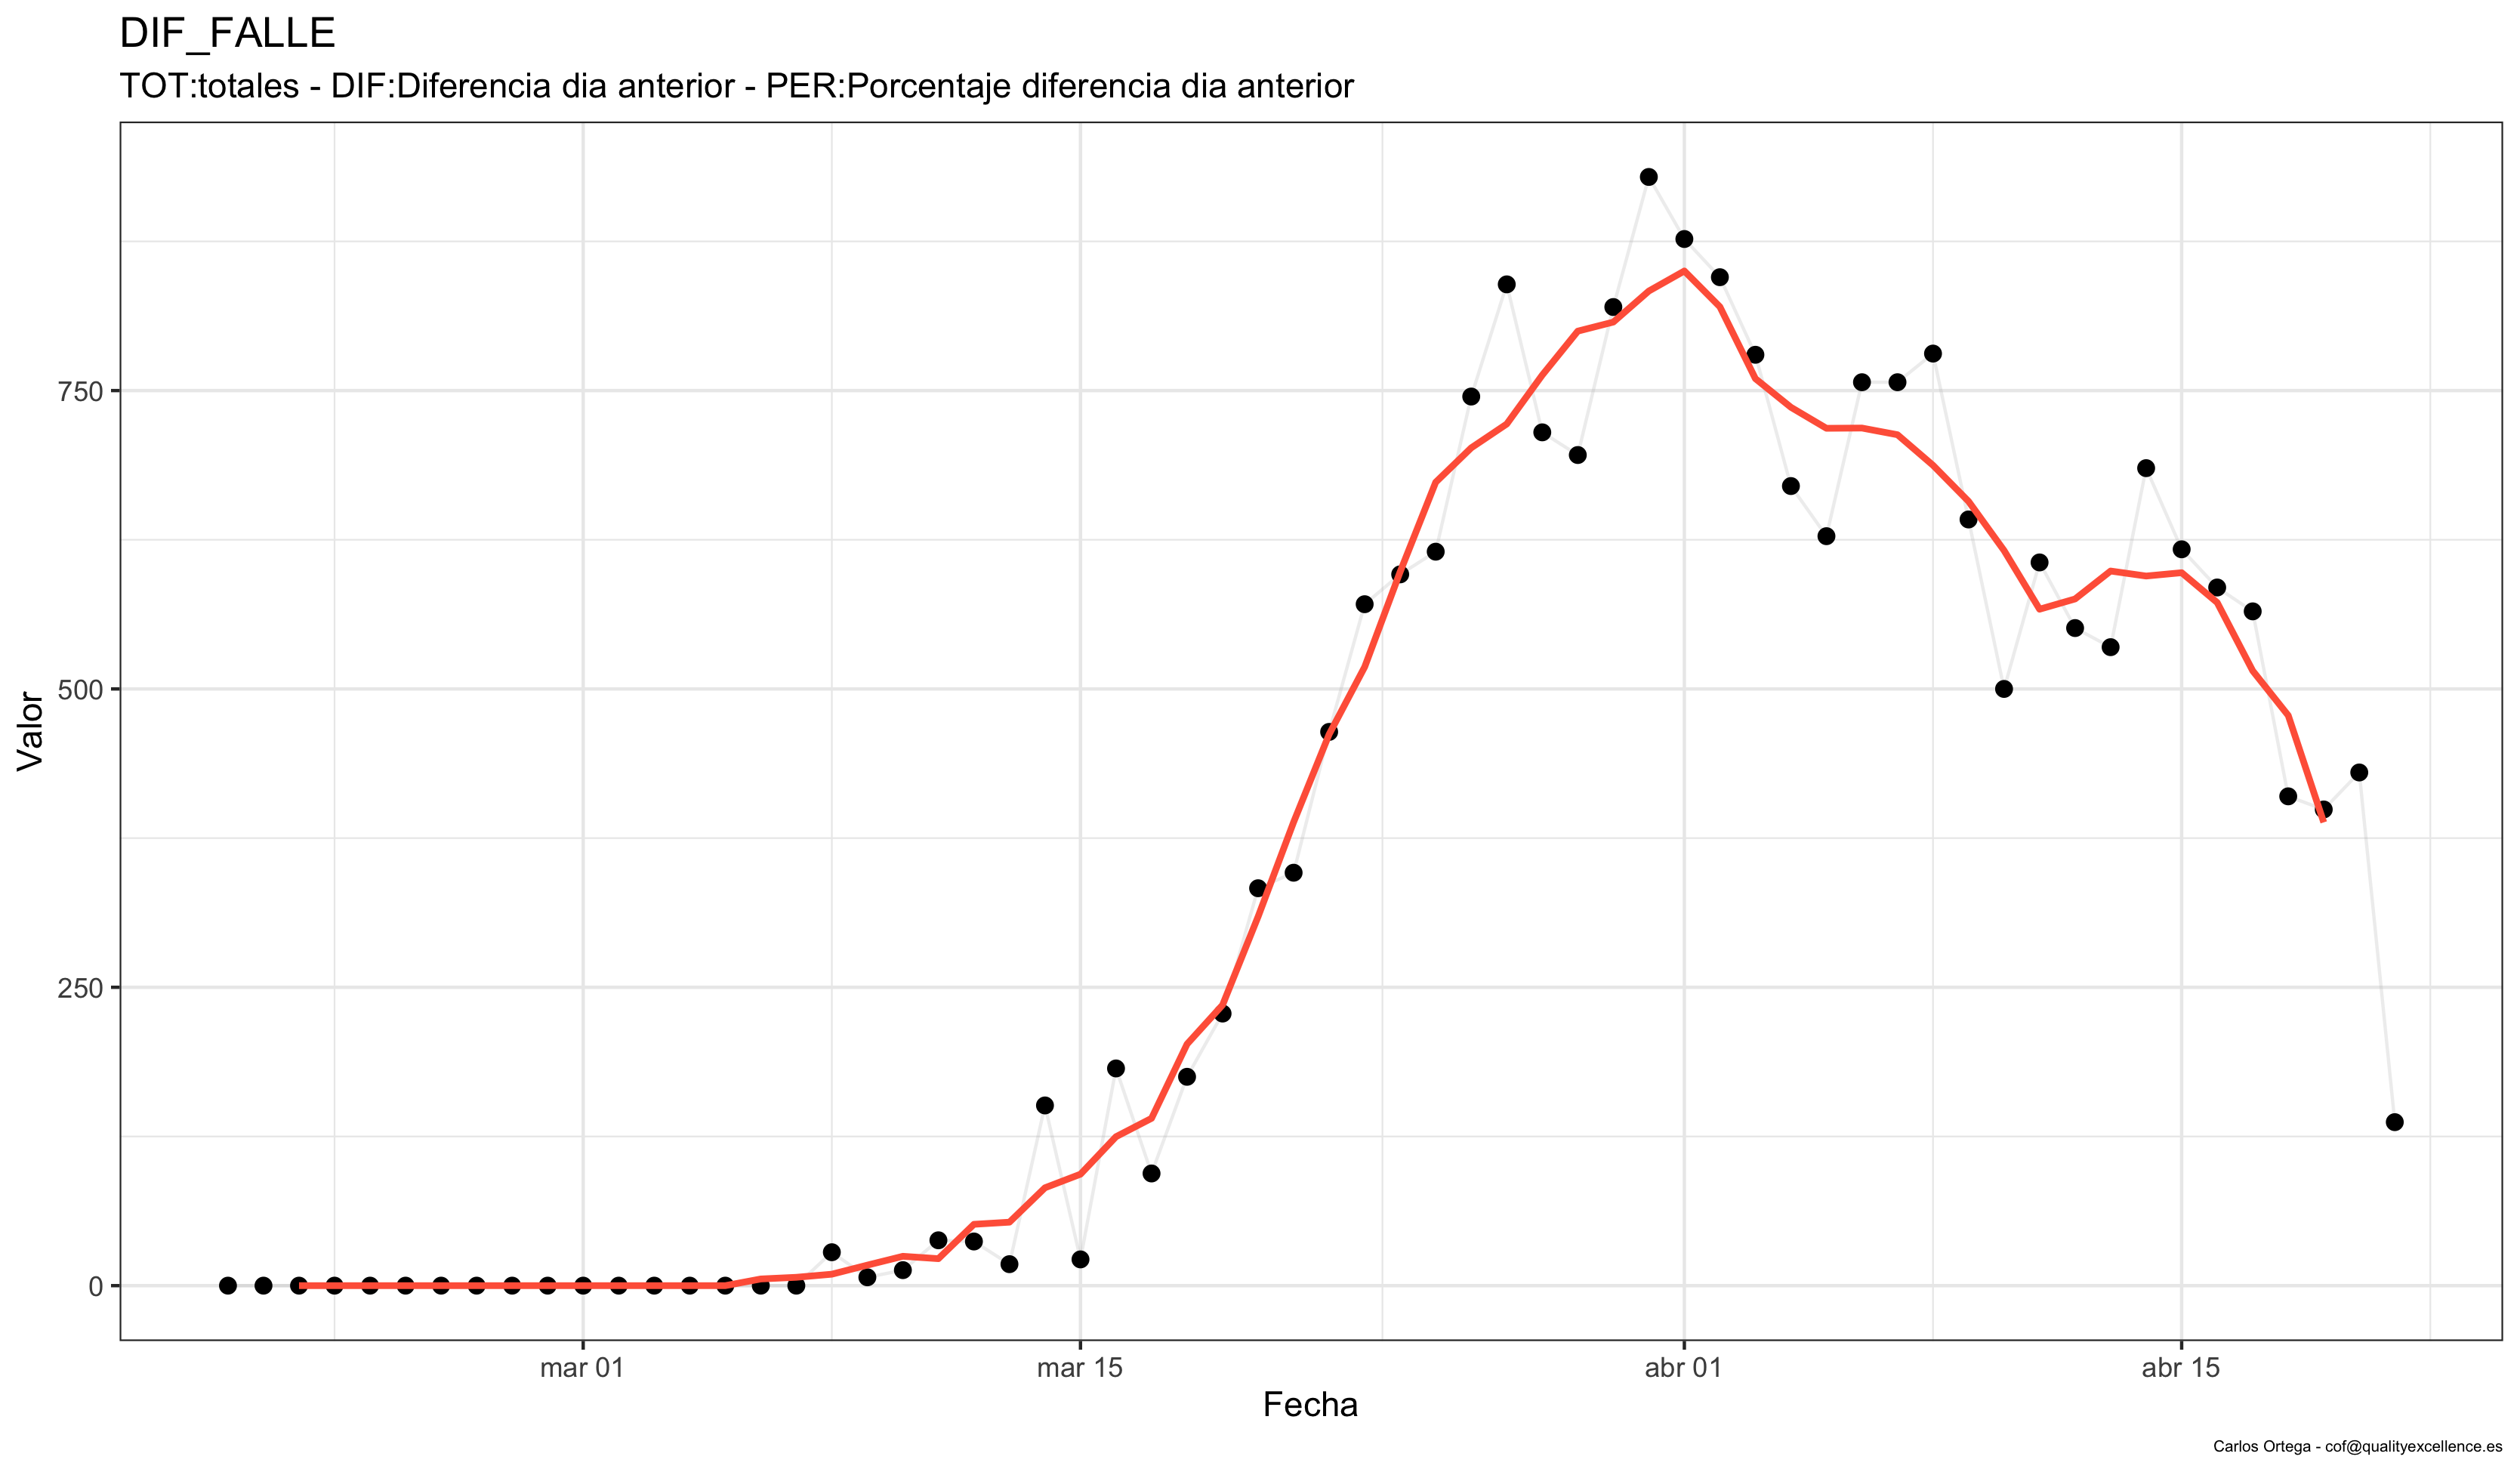 DIF_FALLE
TOT:totales - DIF:Diferencia dia anterior - PER:Porcentaje diferencia dia anterior
Valor
750
500
250
0
mar 01
mar 15
abr 01
abr 15
Fecha
Carlos Ortega - cof@qualityexcellence.es